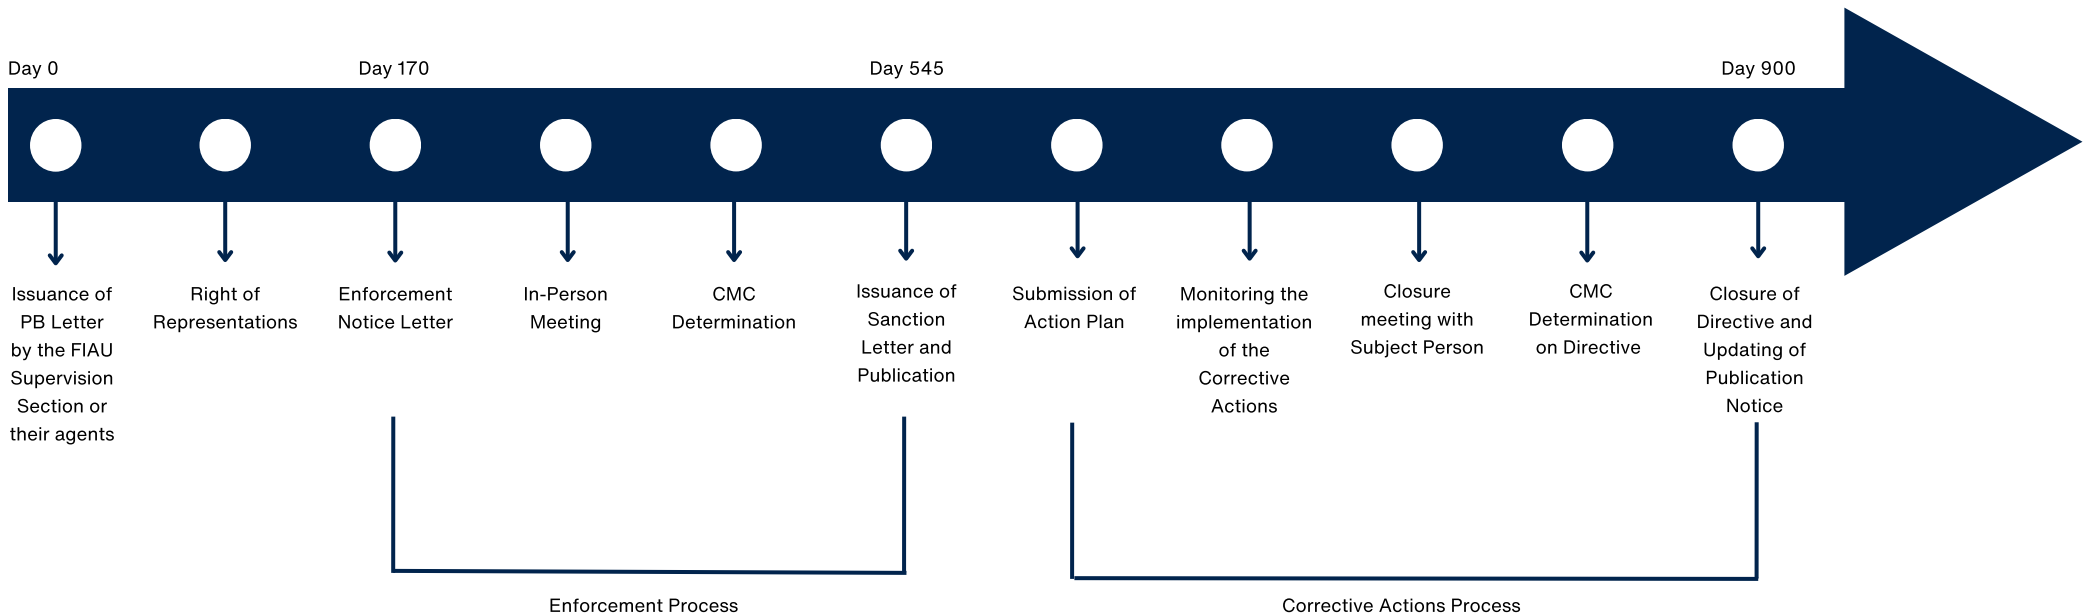 Day 0
Day 170
Day 545
Day 900
Issuance of
PB Letter
by the FIAU
Supervision
Section or
their agents
Right of
Representations
Enforcement
Notice Letter
In-Person
Meeting
CMC
Determination
Issuance of
Sanction
Letter and
Publication
Submission of
Action Plan
Monitoring the
implementation
of the
Corrective
Actions
Closure
meeting with
Subject Person
CMC
Determination
on Directive
Closure of
Directive and
Updating of
Publication
Notice
Enforcement Process
Corrective Actions Process